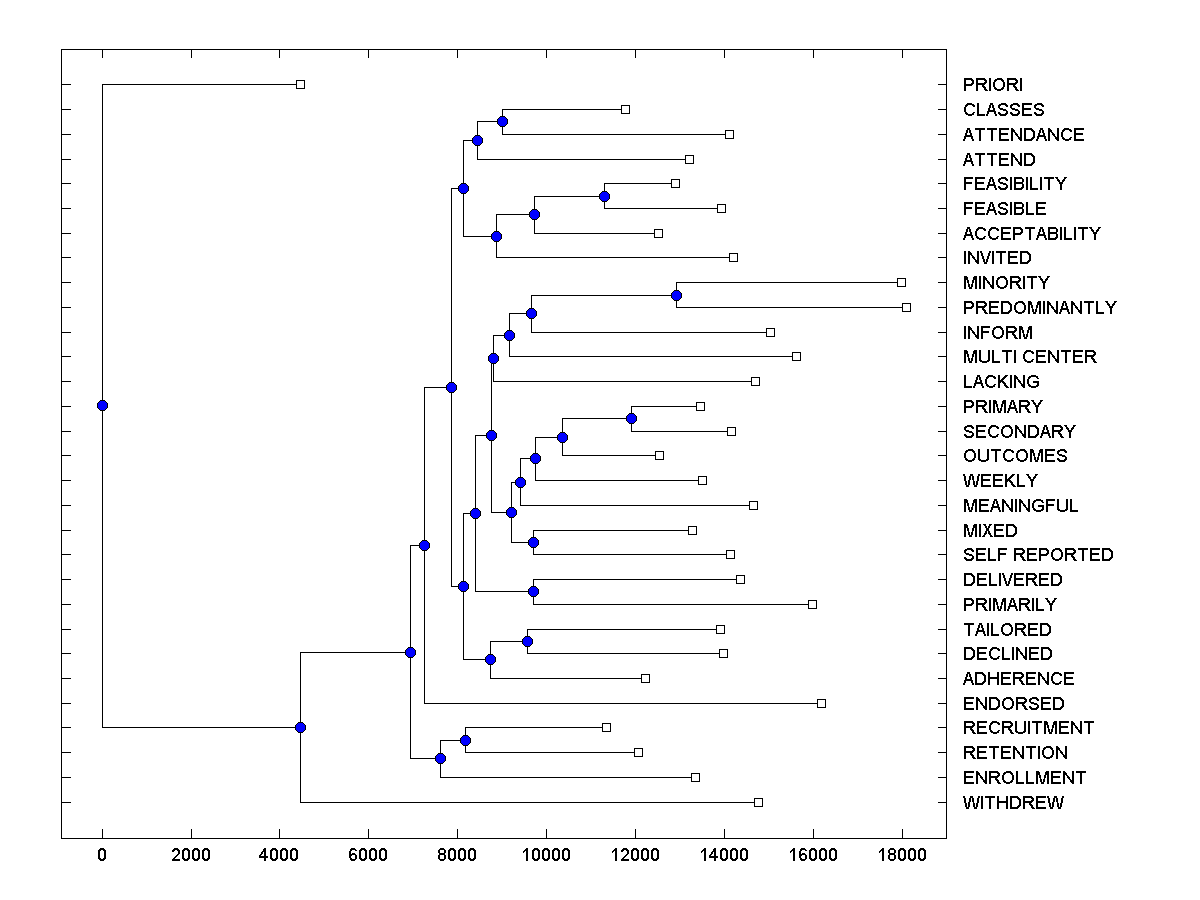 PRIORI
CLASSES
ATTENDANCE
ATTEND
FEASIBILITY
FEASIBLE
ACCEPTABILITY
INVITED
MINORITY
PREDOMINANTLY
INFORM
MULTI CENTER
LACKING
PRIMARY
SECONDARY
OUTCOMES
WEEKLY
MEANINGFUL
MIXED
SELF REPORTED
DELIVERED
PRIMARILY
TAILORED
DECLINED
ADHERENCE
ENDORSED
RECRUITMENT
RETENTION
ENROLLMENT
WITHDREW
0 2000 4000 6000 8000 10000 12000 14000 16000 18000